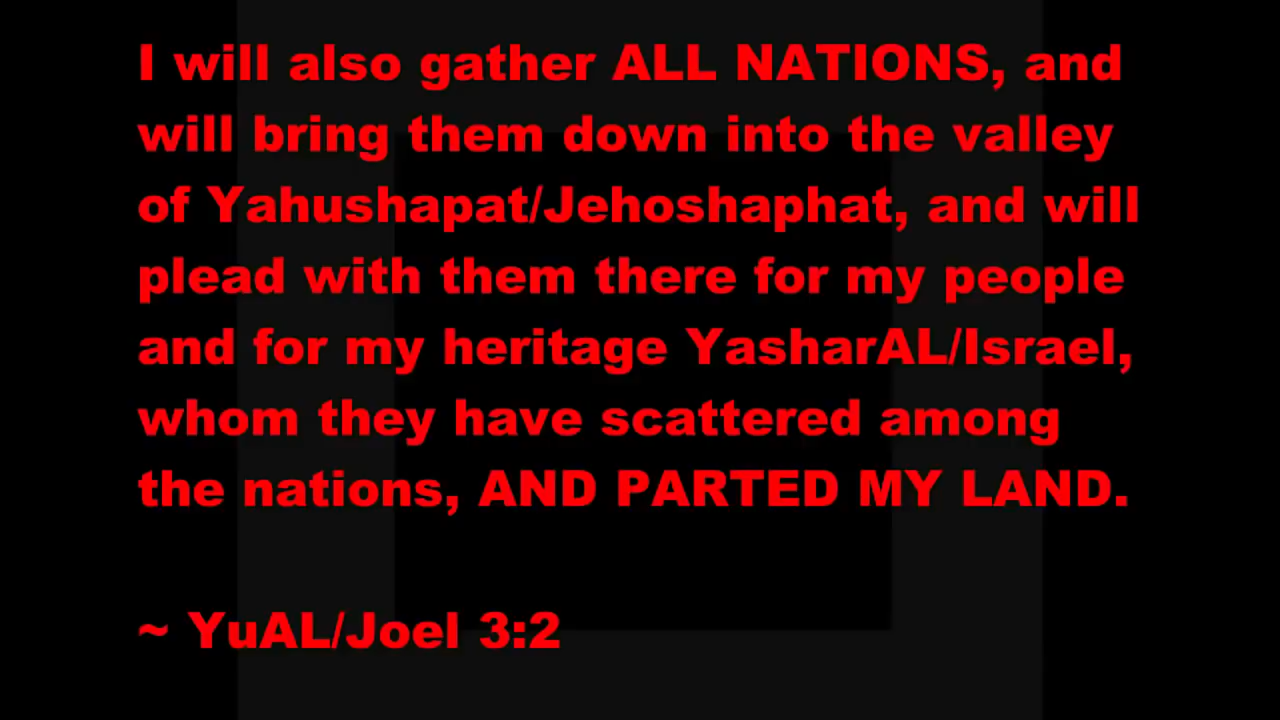 I will also gather ALL NATIONS, and
will bring them down into the valley
of Yahushapat/Jehoshaphat, and will
plead with them there for my people
and for my heritage YasharAL/Israel,
whom they have scattered among
the nations, AND PARTED MY LAND.
~ YuAL/Joel 3:2